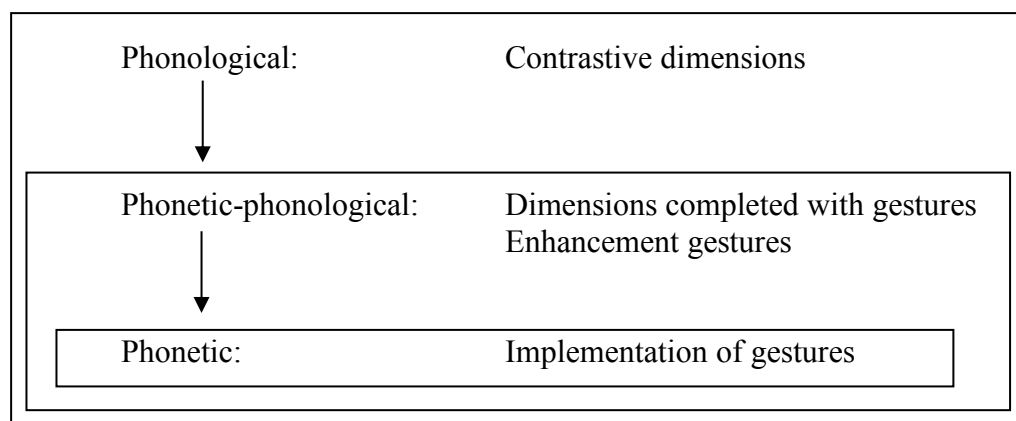 Phonological: Contrastive dimensions
Phonetic-phonological: Dimensions completed with gestures
Enhancement gestures
Phonetic: Implementation of gestures